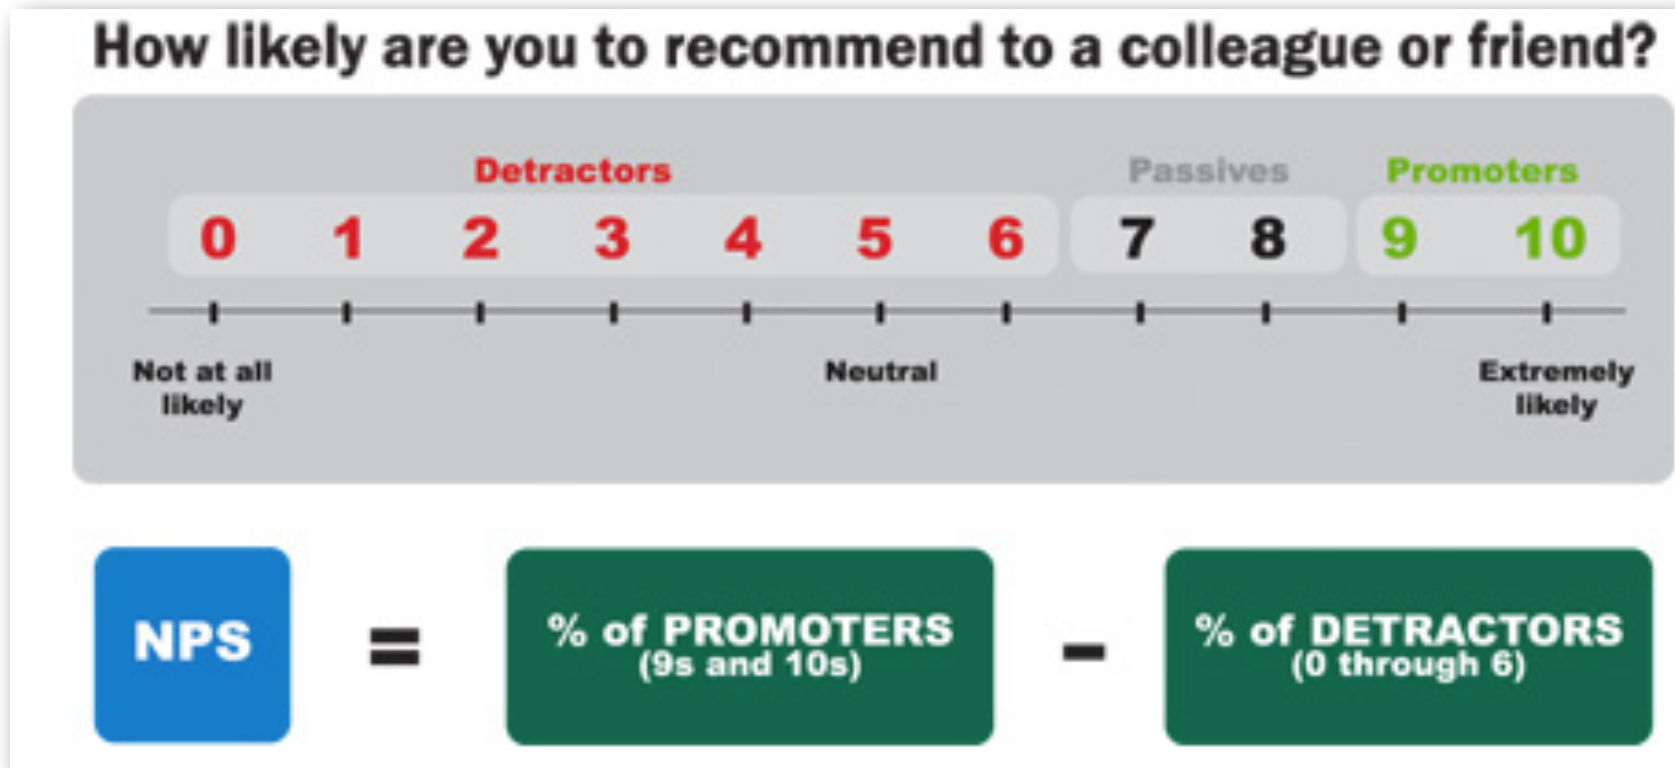 How likely are you to recommend to a colleague or friend?
Detractors Passives Promoters
0 1 2 3 4 5 6 7 8 9 10
Not at all likely
Neutral
Extremely likely
NPS = % of PROMOTERS (9s and 10s) - % of DETRACTORS (0 through 6)